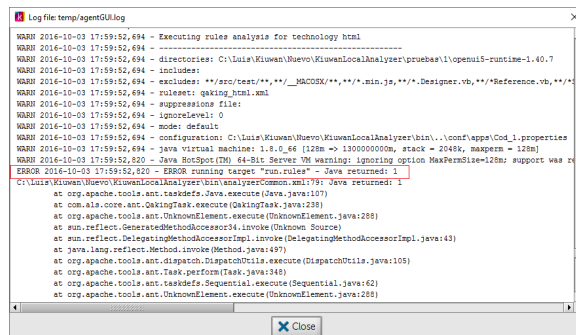 Log file: temp/agentGUI.log
WARN 2016-10-03 17:59:52,694 - Executing rules analysis for technology html
WARN 2016-10-03 17:59:52,694 - --------------------------------------------------
WARN 2016-10-03 17:59:52,694 - directories: C:\Luis\Kiuwan\Nuevo\KiuwanLocalAnalyzer\pruebas\1\openui5-runtime-1.40.7
WARN 2016-10-03 17:59:52,694 - includes:
WARN 2016-10-03 17:59:52,694 - excludes: **/src/test/**,**/__MACOSX/**,**/*.min.js,**/*.Designer.vb,**/*Reference.vb,**/*
WARN 2016-10-03 17:59:52,694 - ruleset: qaking_html.xml
WARN 2016-10-03 17:59:52,694 - suppressions file:
WARN 2016-10-03 17:59:52,694 - ignoreLevel: 0
WARN 2016-10-03 17:59:52,694 - mode: default
WARN 2016-10-03 17:59:52,694 - configuration: C:\Luis\Kiuwan\Nuevo\KiuwanLocalAnalyzer\bin\..\conf\apps\Cod_1.properties
WARN 2016-10-03 17:59:52,694 - java virtual machine: 1.8.0_66 [128m => 1300000000m, stack = 2048k, maxperm = 128m]
WARN 2016-10-03 17:59:52,820 - Java HotSpot(TM) 64-Bit Server VM warning: ignoring option MaxPermSize=128m; support was re
ERROR 2016-10-03 17:59:52,820 - ERROR running target "run.rules" - Java returned: 1
C:\Luis\Kiuwan\Nuevo\KiuwanLocalAnalyzer\bin\analyzerCommon.xml:79: Java returned: 1
at org.apache.tools.ant.taskdefs.Java.execute(Java.java:107)
at com.als.core.ant.QakingTask.execute(QakingTask.java:238)
at org.apache.tools.ant.UnknownElement.execute(UnknownElement.java:288)
at sun.reflect.GeneratedMethodAccessor34.invoke(Unknown Source)
at sun.reflect.DelegatingMethodAccessorImpl.invoke(DelegatingMethodAccessorImpl.java:43)
at java.lang.reflect.Method.invoke(Method.java:497)
at org.apache.tools.ant.dispatch.DispatchUtils.execute(DispatchUtils.java:105)
at org.apache.tools.ant.Task.perform(Task.java:348)
at org.apache.tools.ant.taskdefs.Sequential.execute(Sequential.java:62)
at org.apache.tools.ant.UnknownElement.execute(UnknownElement.java:288)
Close